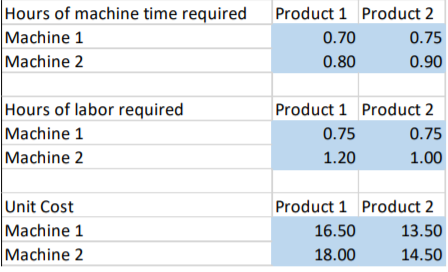 Hours of machine time required Product 1 Product 2
Machine 1 0.70 0.75
Machine 2 0.80 0.90
Hours of labor required Product 1 Product 2
Machine 1 0.75 0.75
Machine 2 1.20 1.00
Unit Cost Product 1 Product 2
Machine 1 16.50 13.50
Machine 2 18.00 14.50